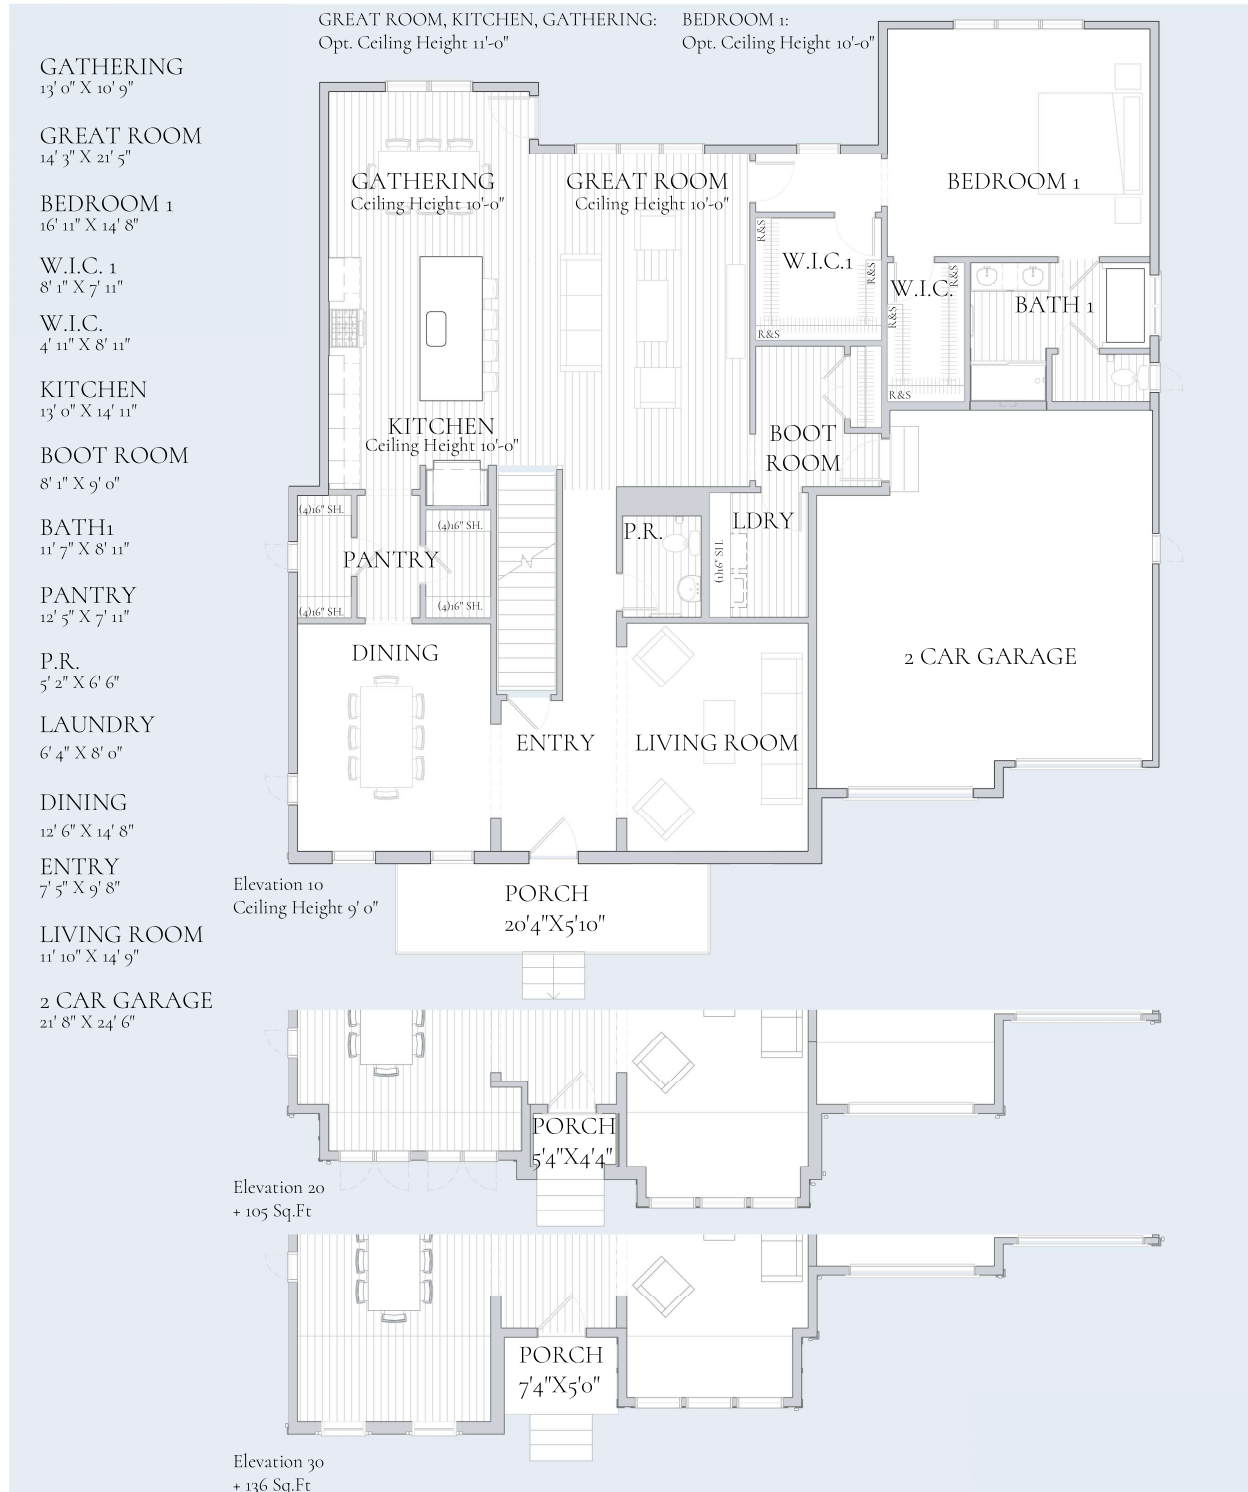 GREAT ROOM, KITCHEN, GATHERING:
Opt. Ceiling Height 11'-0"
BEDROOM 1:
Opt. Ceiling Height 10'-0"
GATHERING
13' 0" X 10' 9"
GREAT ROOM
14' 3" X 21' 5"
BEDROOM 1
16' 11" X 14' 8"
W.I.C. 1
8' 1" X 7' 11"
W.I.C.
4' 11" X 8' 11"
KITCHEN
13' 0" X 14' 11"
BOOT ROOM
8' 1" X 9' 0"
BATH1
11' 7" X 8' 11"
PANTRY
12' 5" X 7' 11"
P.R.
5' 2" X 6' 6"
LAUNDRY
6' 4" X 8' 0"
DINING
12' 6" X 14' 8"
ENTRY
7' 5" X 9' 8"
LIVING ROOM
11' 10" X 14' 9"
2 CAR GARAGE
21' 8" X 24' 6"
GATHERING
Ceiling Height 10'-0"
GREAT ROOM
Ceiling Height 10'-0"
BEDROOM 1
R&S
W.I.C.1
R&S
R&S
W.I.C.
R&S
R&S
R&S
BATH 1
KITCHEN
Ceiling Height 10'-0"
BOOT
ROOM
(4)16" SH.
(4)16" SH.
PANTRY
(4)16" SH.
(4)16" SH.
P.R.
LDRY
(1)16" SH.
DINING
2 CAR GARAGE
ENTRY
LIVING ROOM
Elevation 10
Ceiling Height 9' 0"
PORCH
20'4"X5'10"
PORCH
5'4"X4'4"
Elevation 20
+ 105 Sq.Ft
PORCH
7'4"X5'0"
Elevation 30
+ 136 Sq.Ft